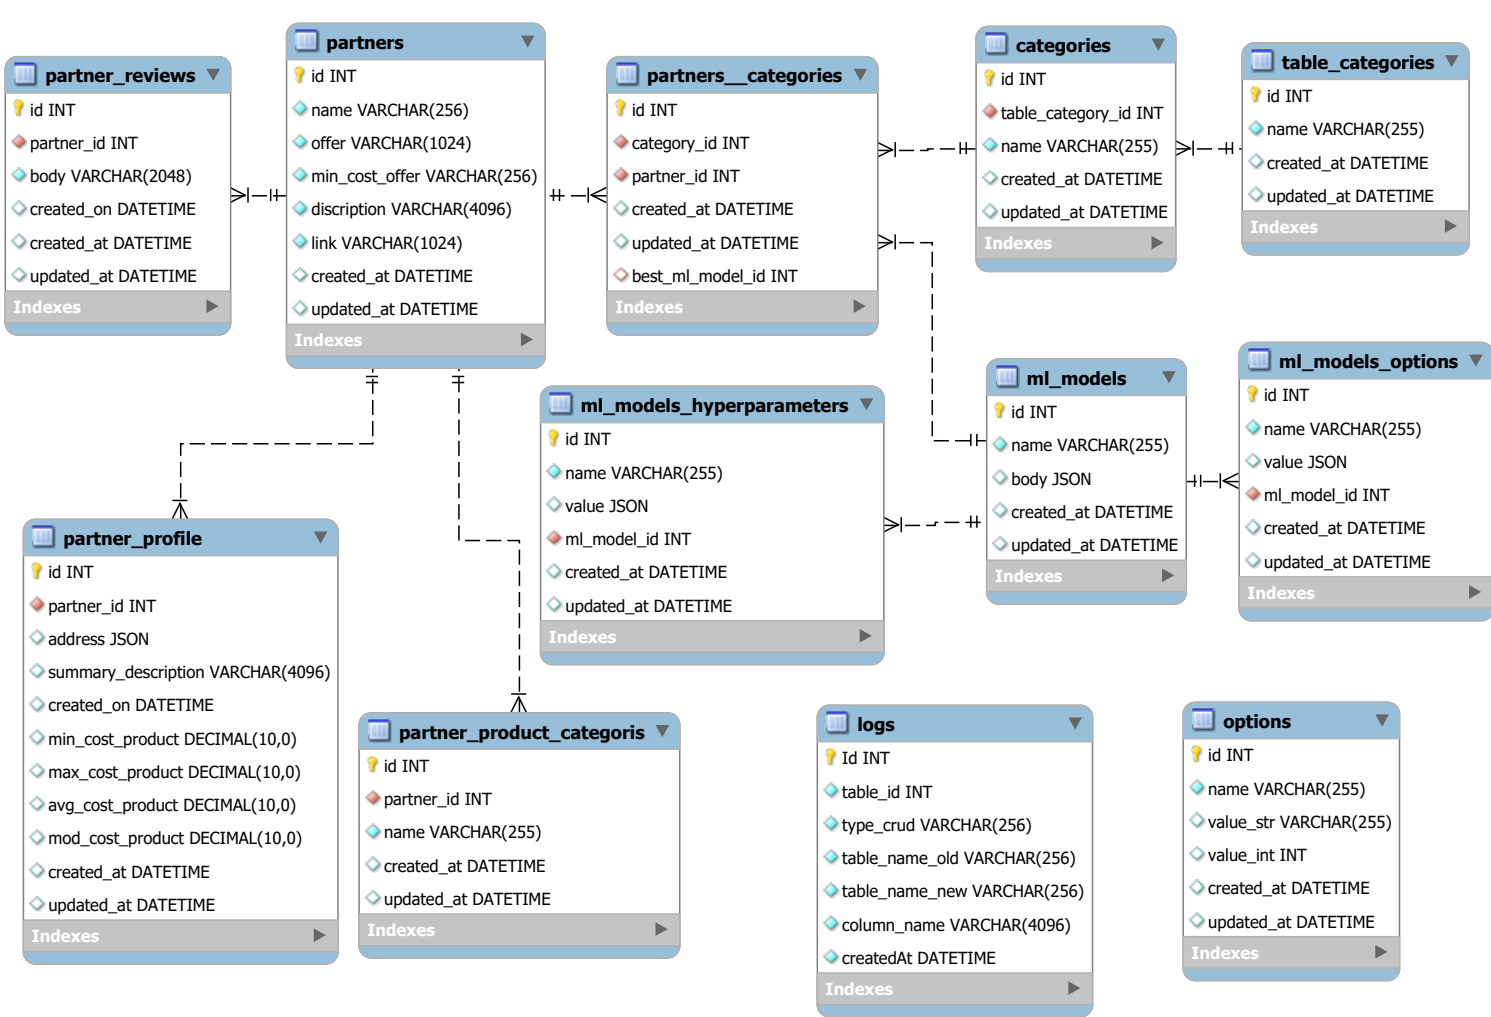 partner_reviews
id INT
partner_id INT
body VARCHAR(2048)
created_on DATETIME
created_at DATETIME
updated_at DATETIME
Indexes
partners
id INT
name VARCHAR(256)
offer VARCHAR(1024)
min_cost_offer VARCHAR(256)
discription VARCHAR(4096)
link VARCHAR(1024)
created_at DATETIME
updated_at DATETIME
Indexes
partners__categories
id INT
category_id INT
partner_id INT
created_at DATETIME
updated_at DATETIME
best_ml_model_id INT
Indexes
categories
id INT
table_category_id INT
name VARCHAR(255)
created_at DATETIME
updated_at DATETIME
Indexes
table_categories
id INT
name VARCHAR(255)
created_at DATETIME
updated_at DATETIME
Indexes
ml_models_hyperparameters
id INT
name VARCHAR(255)
value JSON
ml_model_id INT
created_at DATETIME
updated_at DATETIME
Indexes
ml_models
id INT
name VARCHAR(255)
body JSON
created_at DATETIME
updated_at DATETIME
Indexes
ml_models_options
id INT
name VARCHAR(255)
value JSON
ml_model_id INT
created_at DATETIME
updated_at DATETIME
Indexes
partner_profile
id INT
partner_id INT
address JSON
summary_description VARCHAR(4096)
created_on DATETIME
min_cost_product DECIMAL(10,0)
max_cost_product DECIMAL(10,0)
avg_cost_product DECIMAL(10,0)
mod_cost_product DECIMAL(10,0)
created_at DATETIME
updated_at DATETIME
Indexes
partner_product_categoris
id INT
partner_id INT
name VARCHAR(255)
created_at DATETIME
updated_at DATETIME
Indexes
logs
Id INT
table_id INT
type_crud VARCHAR(256)
table_name_old VARCHAR(256)
table_name_new VARCHAR(256)
column_name VARCHAR(4096)
createdAt DATETIME
Indexes
options
id INT
name VARCHAR(255)
value_str VARCHAR(255)
value_int INT
created_at DATETIME
updated_at DATETIME
Indexes